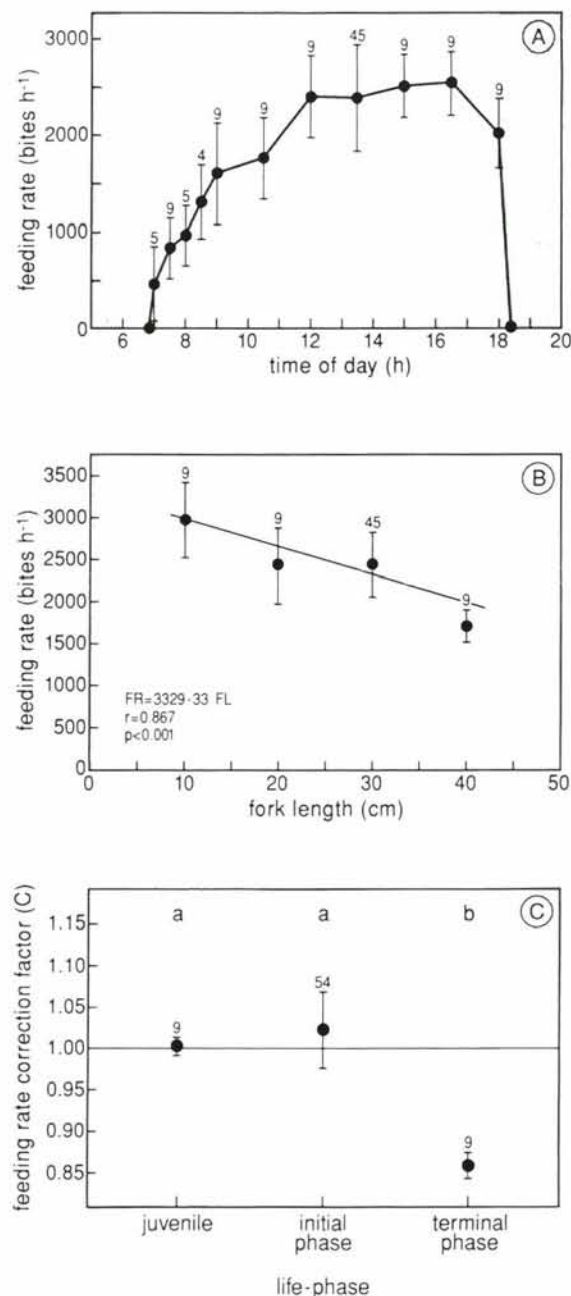 A
3000
2000
1000
0
feeding rate (bites h⁻¹)
5 9 5 4 9 9 9 45 9 9 9
6 8 10 12 14 16 18 20
time of day (h)
B
3500
3000
2500
2000
1500
1000
500
0
feeding rate (bites h⁻¹)
9 9 45 9
FR=3329-33 FL
r=0.867
p<0.001
0 10 20 30 40 50
fork length (cm)
C
a a b
1.15
1.10
1.05
1.00
0.95
0.90
0.85
feeding rate correction factor (C)
9 54 9
juvenile initial terminal
phase phase
life-phase